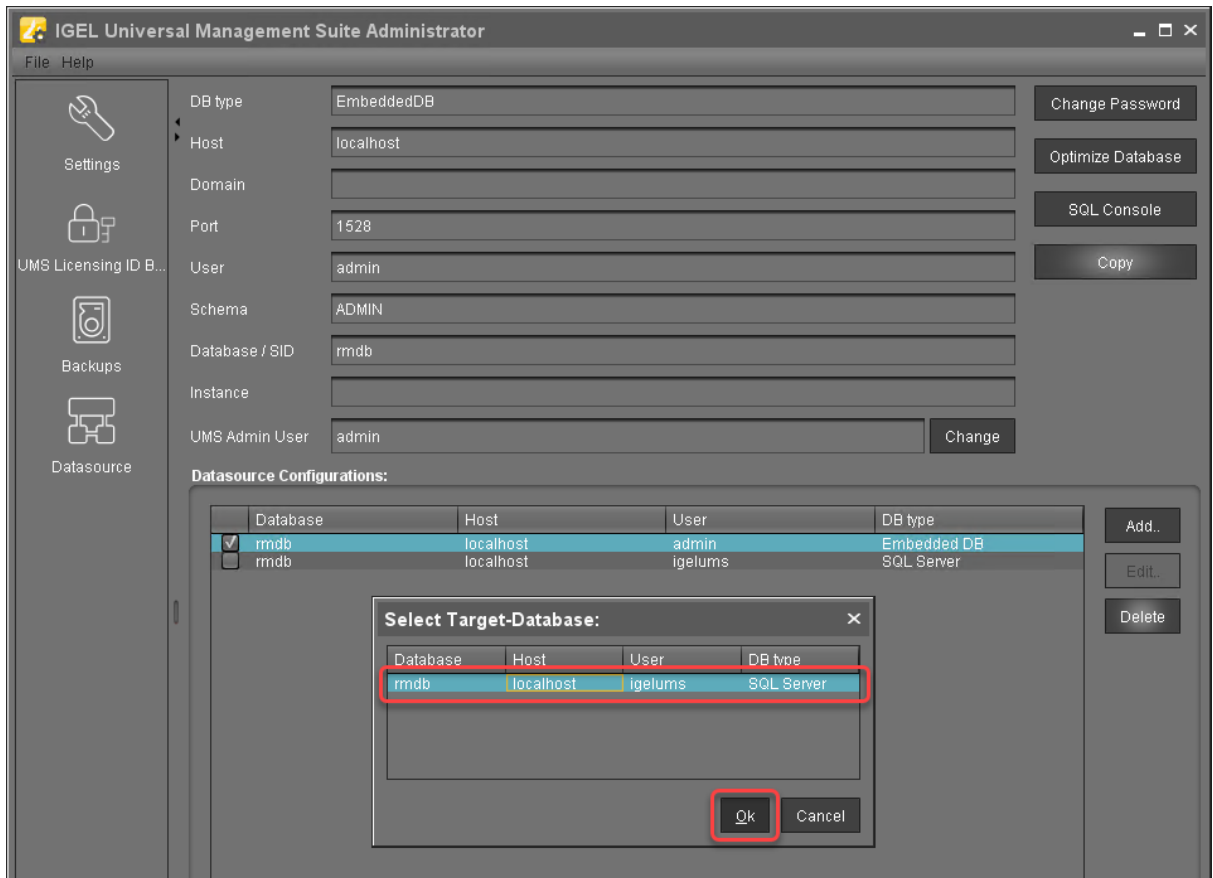 IGEL Universal Management Suite Administrator
File Help
Settings
UMS Licensing ID B...
Backups
Datasource
DB type EmbeddedDB
Host localhost
Domain
Port 1528
User admin
Schema ADMIN
Database / SID rmdb
Instance
UMS Admin User admin Change
Change Password
Optimize Database
SQL Console
Copy
Datasource Configurations:
Database Host User DB type
rmdb localhost admin Embedded DB
rmdb localhost igelums SQL Server
Add..
Edit..
Delete
Select Target-Database:
Database Host User DB type
rmdb localhost igelums SQL Server
Ok Cancel